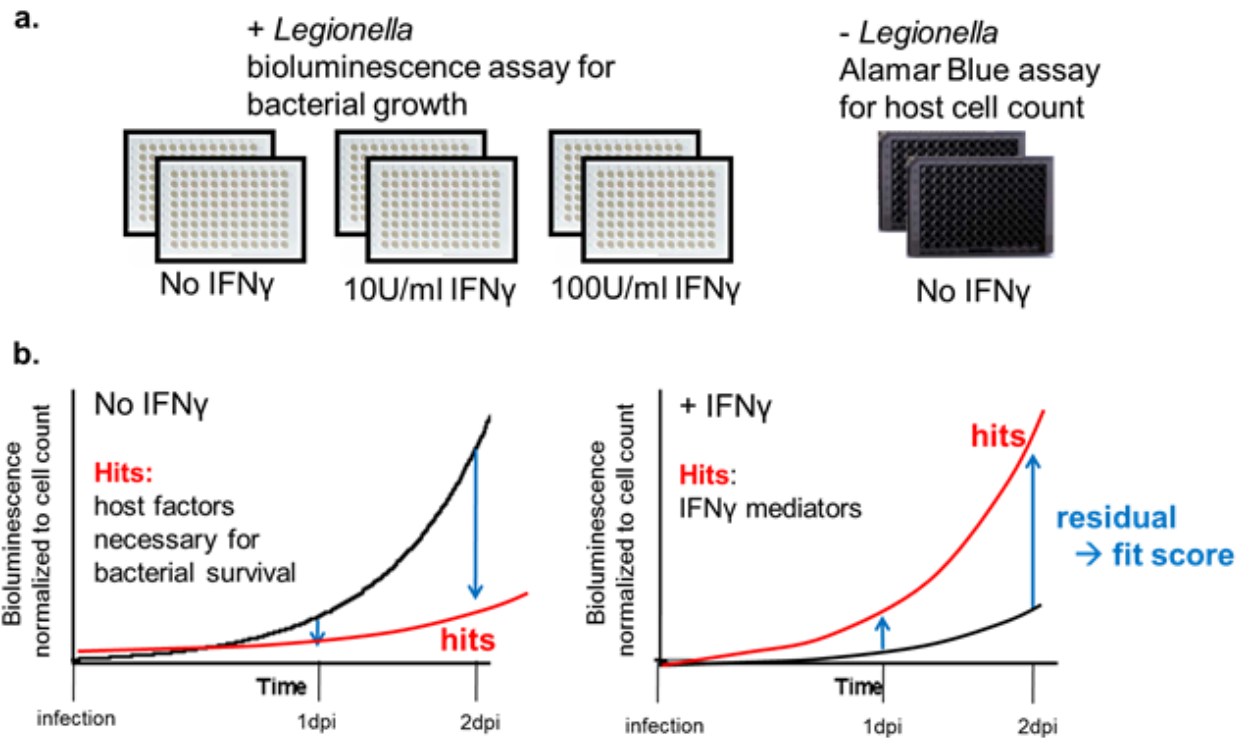 a.
+ Legionella
bioluminescence assay for
bacterial growth
- Legionella
Alamar Blue assay
for host cell count
No IFNγ
10U/ml IFNγ
100U/ml IFNγ
No IFNγ
b.
Bioluminescence
normalized to cell count
No IFNγ
Hits:
host factors
necessary for
bacterial survival
hits
Time
infection
1dpi
2dpi
Bioluminescence
normalized to cell count
+ IFNγ
Hits:
IFNγ mediators
hits
residual
→ fit score
Time
infection
1dpi
2dpi